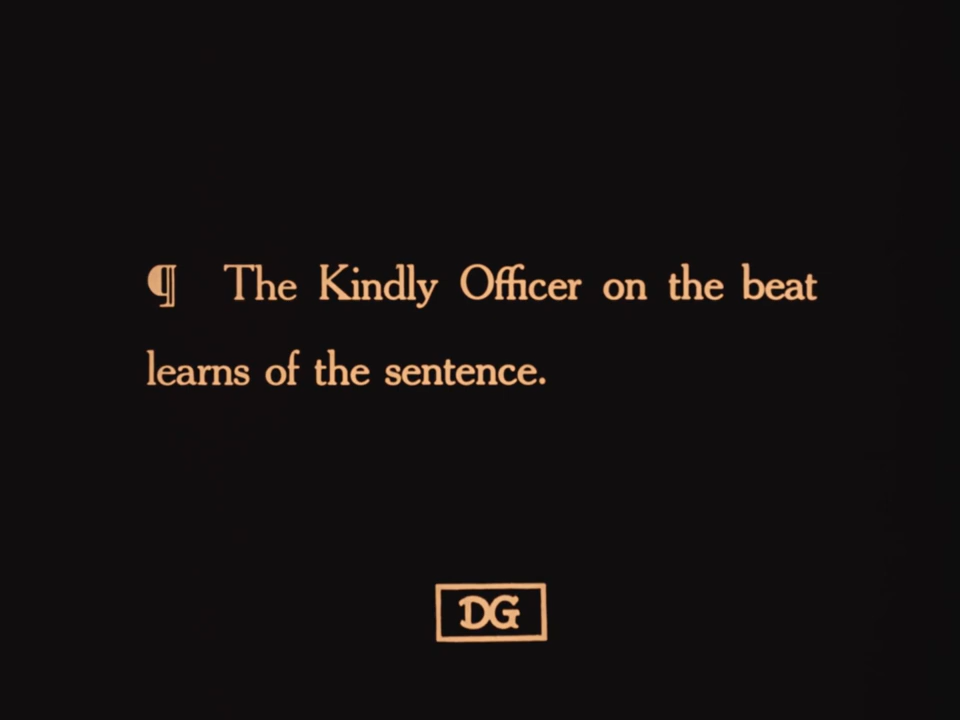 ¶ The Kindly Officer on the beat
learns of the sentence.
DG